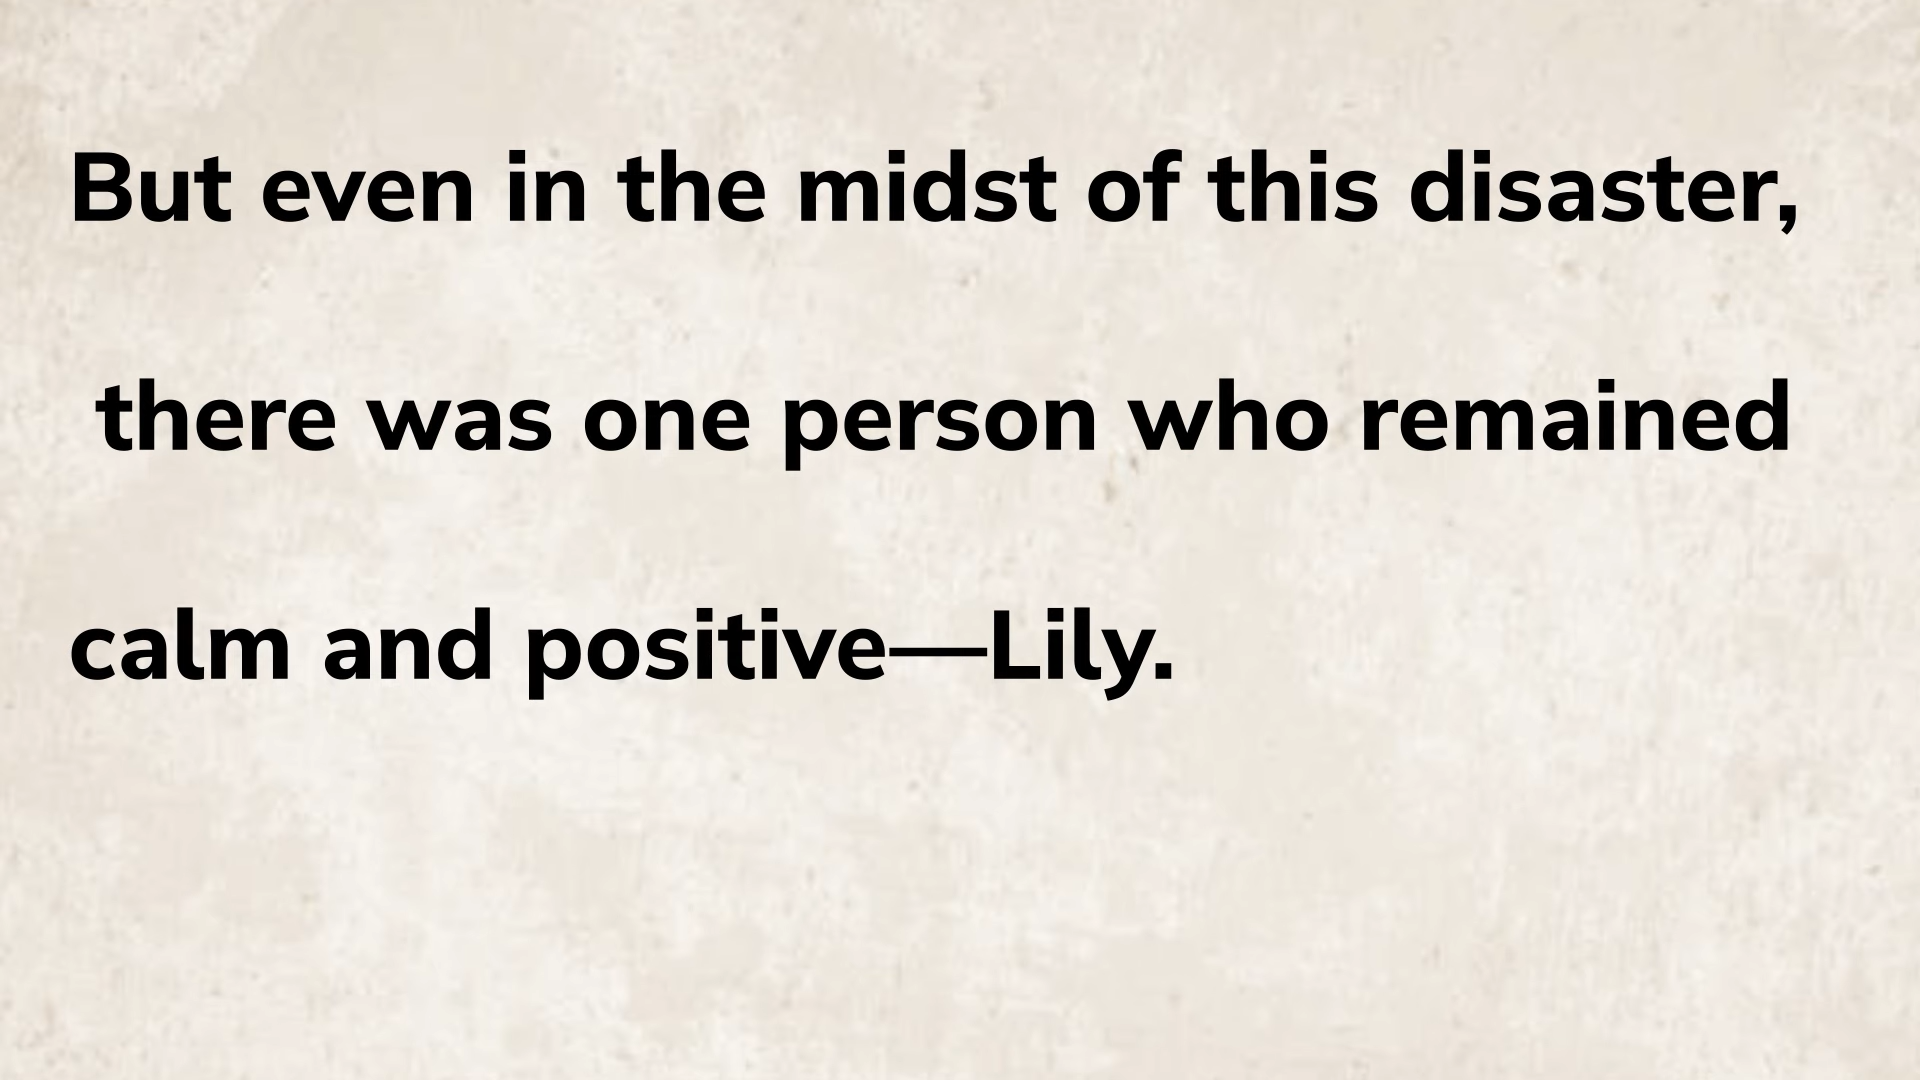 But even in the midst of this disaster,
there was one person who remained
calm and positive—Lily.